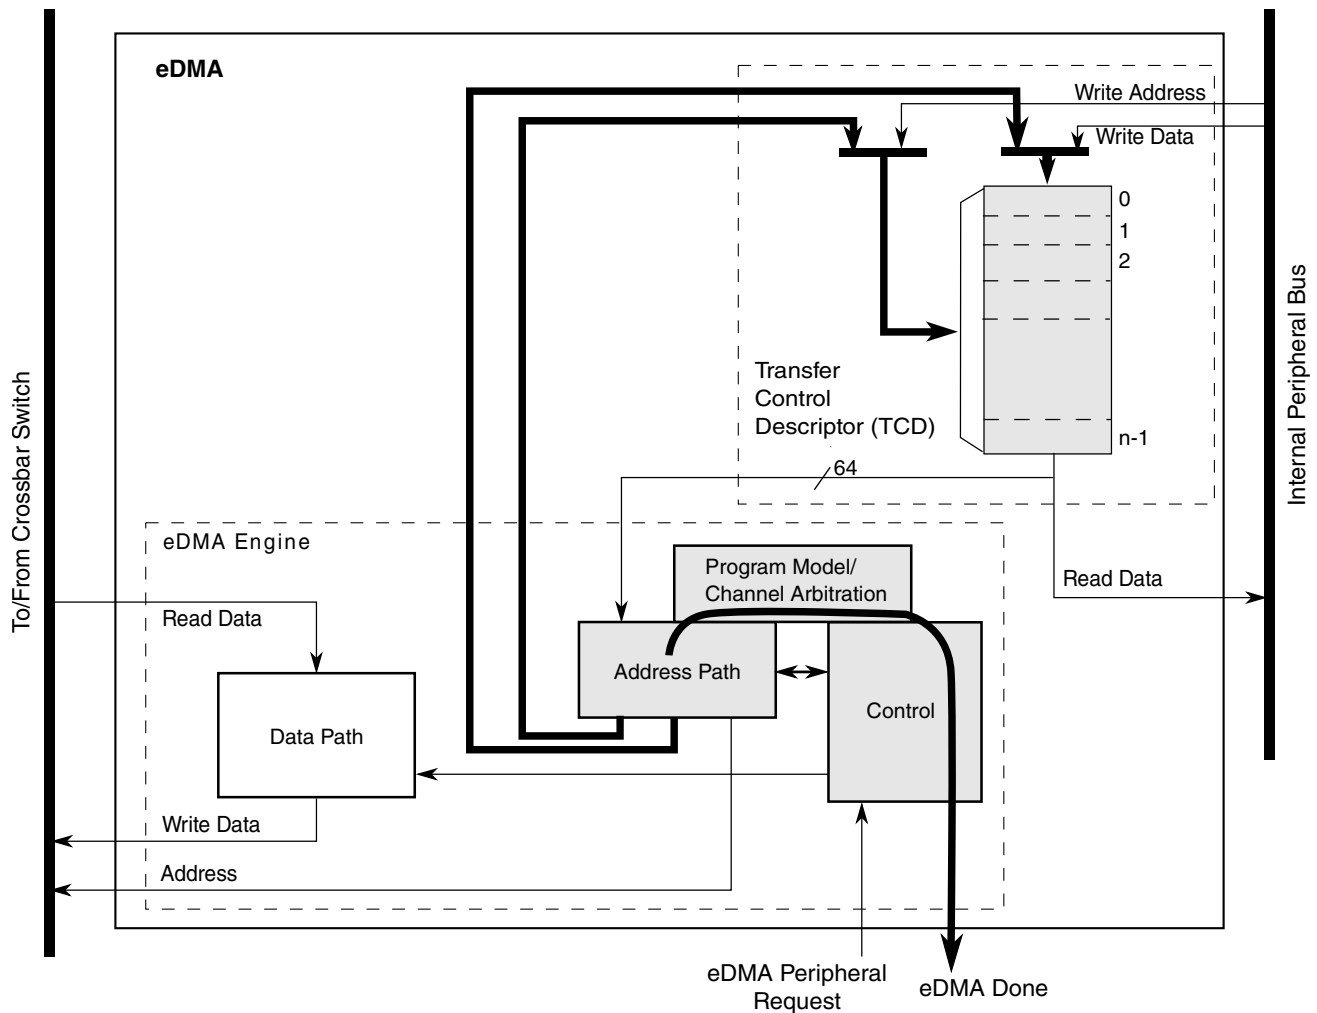 eDMA
Write Address
Write Data
0
1
2
n-1
Transfer
Control
Descriptor (TCD)
64
To/From Crossbar Switch
Internal Peripheral Bus
eDMA Engine
Program Model/
Channel Arbitration
Read Data
Read Data
Address Path
Control
Data Path
Write Data
Address
eDMA Peripheral
Request
eDMA Done